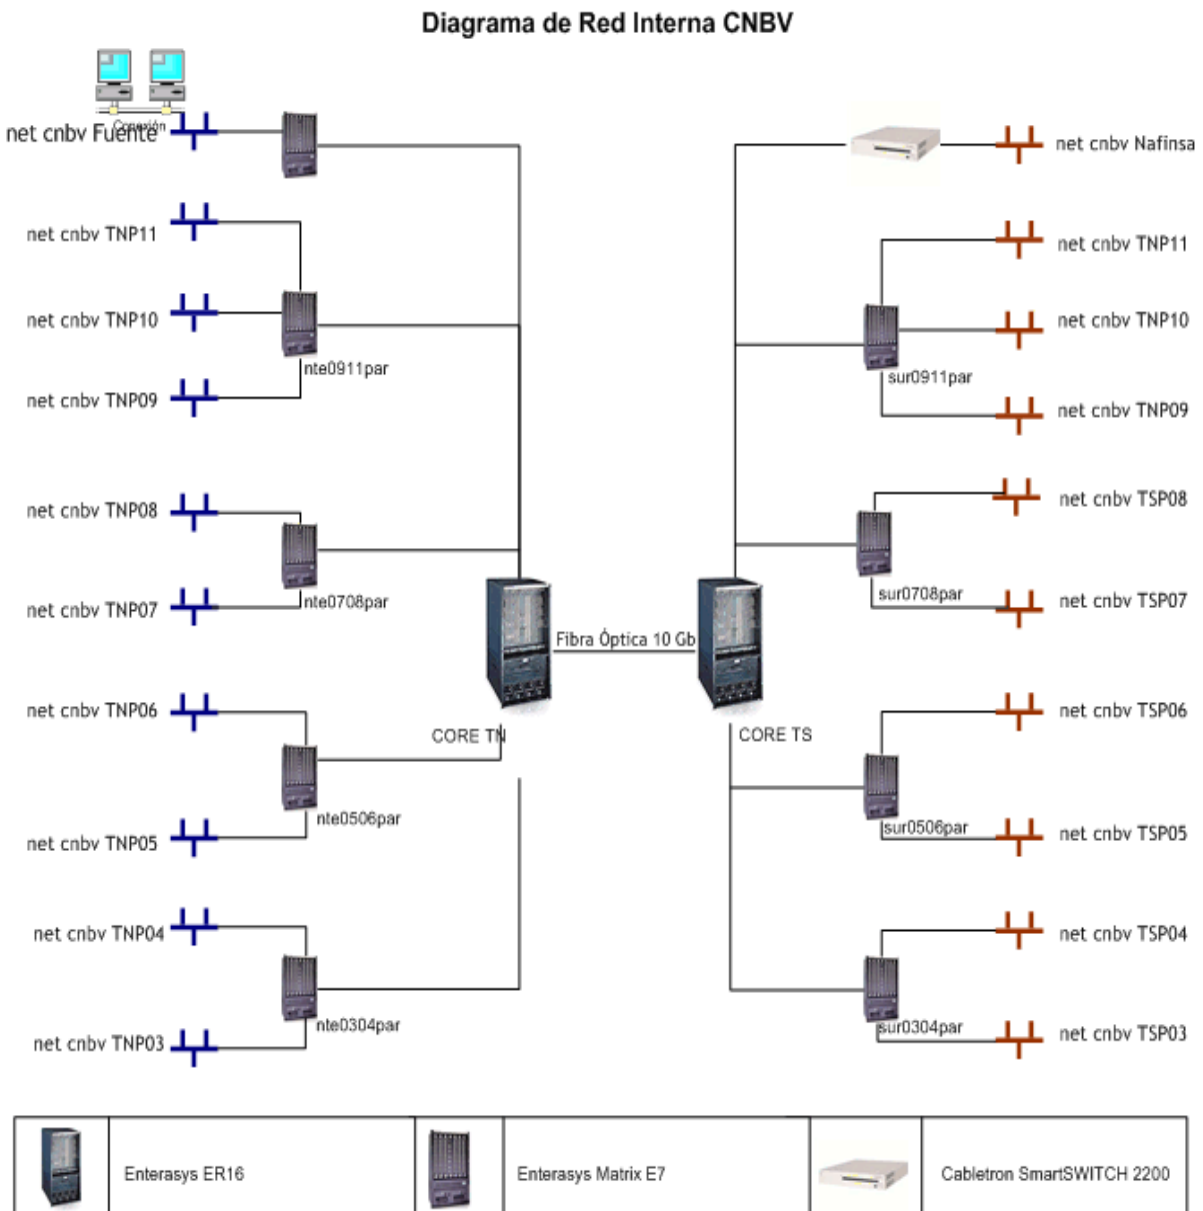 Diagrama de Red Interna CNBV
Conexión
net cnbv Fuente
net cnbv TNP11
net cnbv TNP10
nte0911par
net cnbv TNP09
net cnbv TNP08
net cnbv TNP07
nte0708par
net cnbv TNP06
CORE TN
nte0506par
net cnbv TNP05
net cnbv TNP04
nte0304par
net cnbv TNP03
Fibra Óptica 10 Gb
net cnbv Nafinsa
net cnbv TNP11
net cnbv TNP10
sur0911par
net cnbv TNP09
net cnbv TSP08
sur0708par
net cnbv TSP07
net cnbv TSP06
CORE TS
sur0506par
net cnbv TSP05
net cnbv TSP04
sur0304par
net cnbv TSP03
Enterasys ER16
Enterasys Matrix E7
Cabletron SmartSWITCH 2200